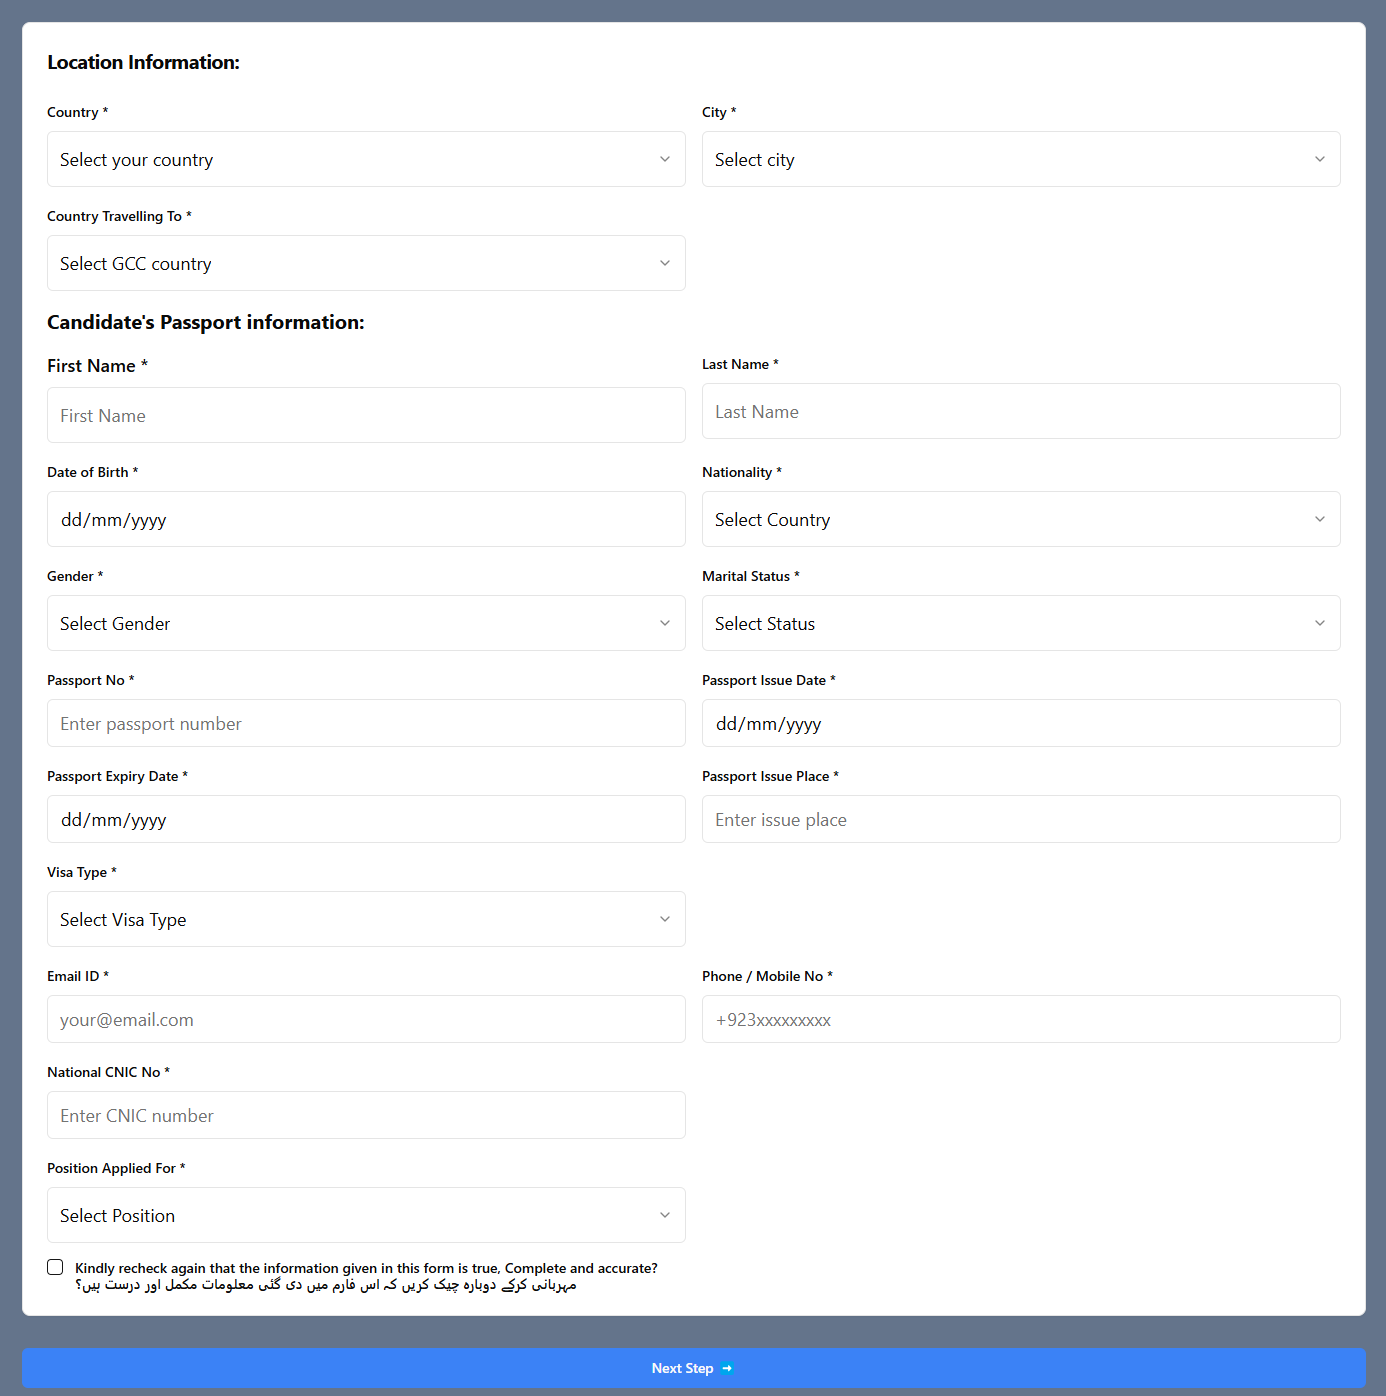 Location Information:
Country *
City *
Select your country
Select city
Country Travelling To *
Select GCC country
Candidate's Passport information:
First Name *
Last Name *
First Name
Last Name
Date of Birth *
Nationality *
dd/mm/yyyy
Select Country
Gender *
Marital Status *
Select Gender
Select Status
Passport No *
Passport Issue Date *
Enter passport number
dd/mm/yyyy
Passport Expiry Date *
Passport Issue Place *
dd/mm/yyyy
Enter issue place
Visa Type *
Select Visa Type
Email ID *
Phone / Mobile No *
your@email.com
+923xxxxxxxxx
National CNIC No *
Enter CNIC number
Position Applied For *
Select Position
Kindly recheck again that the information given in this form is true, Complete and accurate?
مہربانی کرکے دوبارہ چیک کریں کہ اس فارم میں دی گئی معلومات مکمل اور درست ہیں؟
Next Step ➡